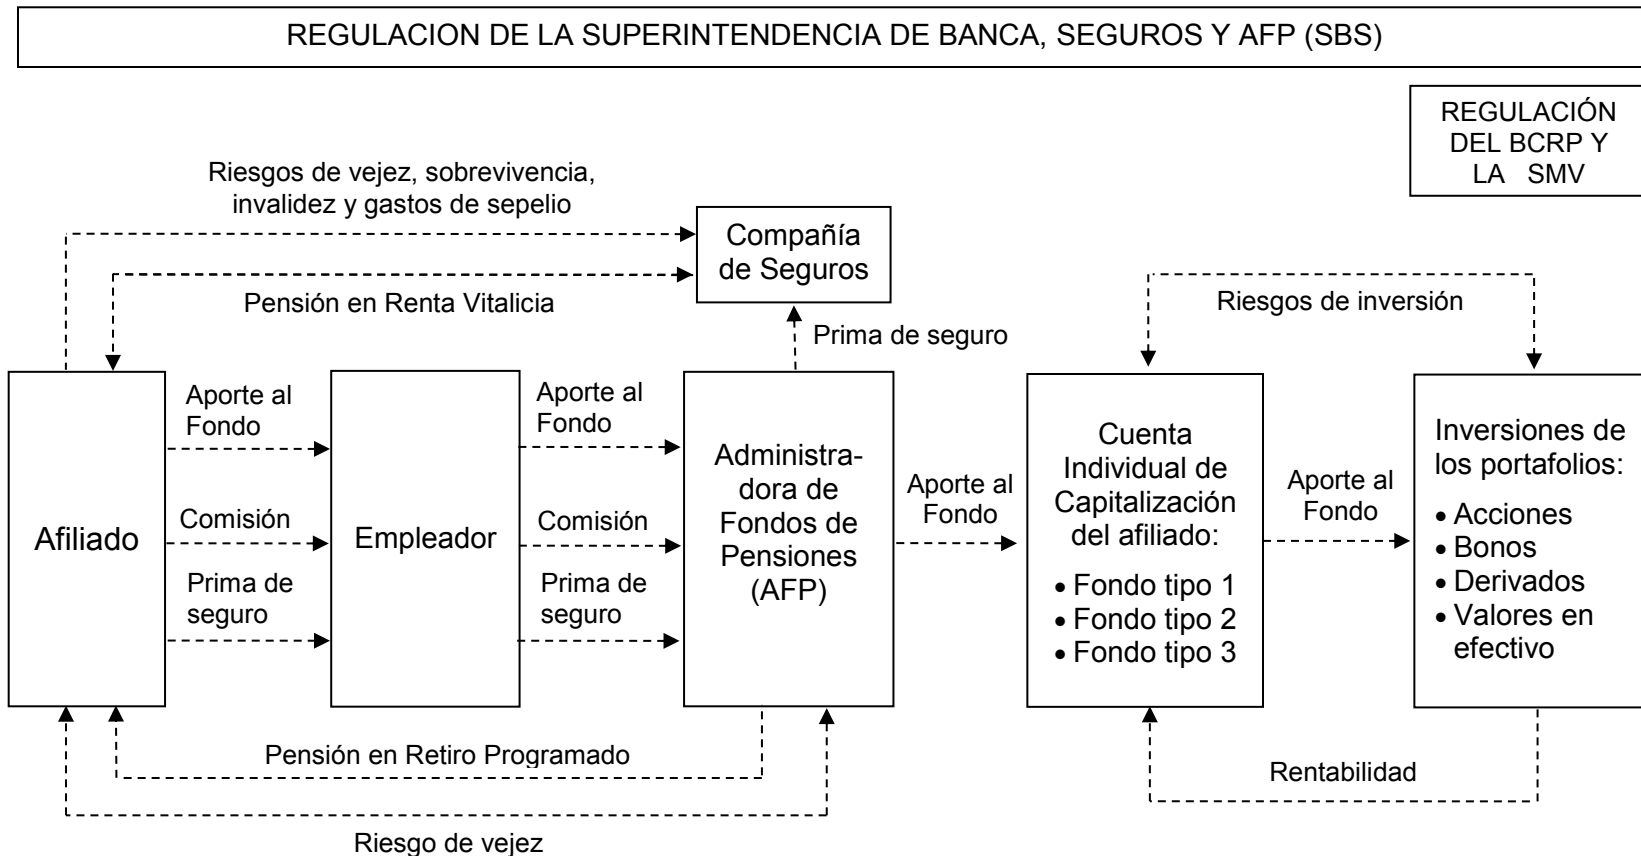 REGULACION DE LA SUPERINTENDENCIA DE BANCA, SEGUROS Y AFP (SBS)
REGULACIÓN
DEL BCRP Y
LA SMV
Riesgos de vejez, sobrevivencia,
invalidez y gastos de sepelio
Compañía
de Seguros
Pensión en Renta Vitalicia
Prima de seguro
Riesgos de inversión
Afiliado
Aporte al
Fondo
Comisión
Prima de
seguro
Empleador
Aporte al
Fondo
Comisión
Prima de
seguro
Administra-
dora de
Fondos de
Pensiones
(AFP)
Aporte al
Fondo
Cuenta
Individual de
Capitalización
del afiliado:
• Fondo tipo 1
• Fondo tipo 2
• Fondo tipo 3
Aporte al
Fondo
Inversiones de
los portafolios:
• Acciones
• Bonos
• Derivados
• Valores en
efectivo
Pensión en Retiro Programado
Rentabilidad
Riesgo de vejez